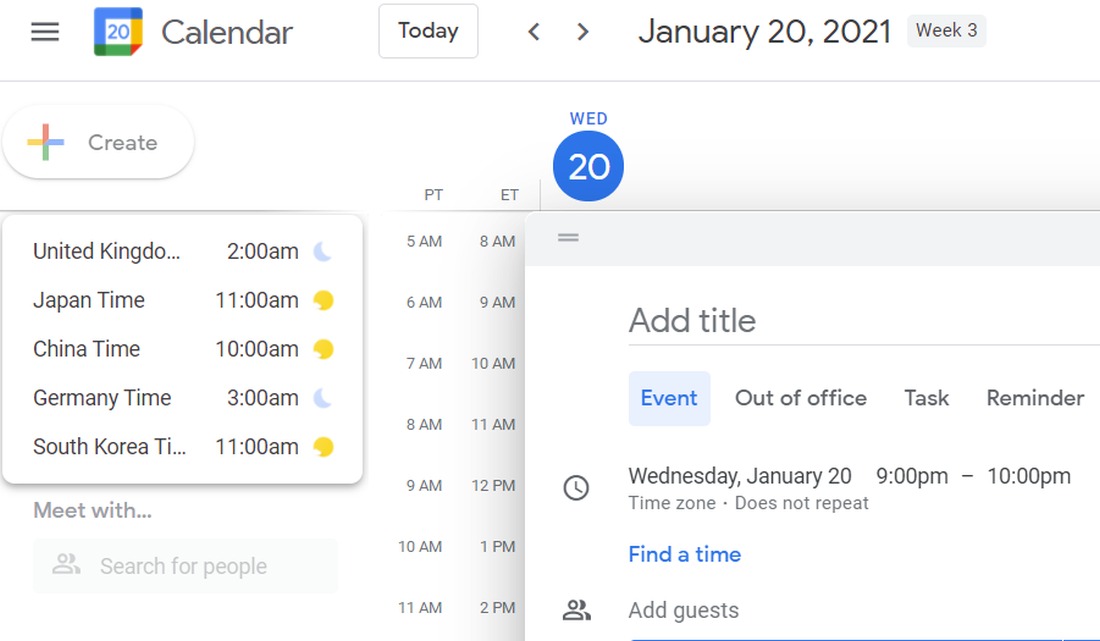 20 Calendar Today January 20, 2021 Week 3
Create
WED
20
PT ET
United Kingdo... 2:00am
Japan Time 11:00am
China Time 10:00am
Germany Time 3:00am
South Korea Ti... 11:00am
Meet with...
Search for people
5 AM 8 AM
6 AM 9 AM
7 AM 10 AM
8 AM 11 AM
9 AM 12 PM
10 AM 1 PM
11 AM 2 PM
Add title
Event Out of office Task Reminder
Wednesday, January 20 9:00pm – 10:00pm
Time zone · Does not repeat
Find a time
Add guests